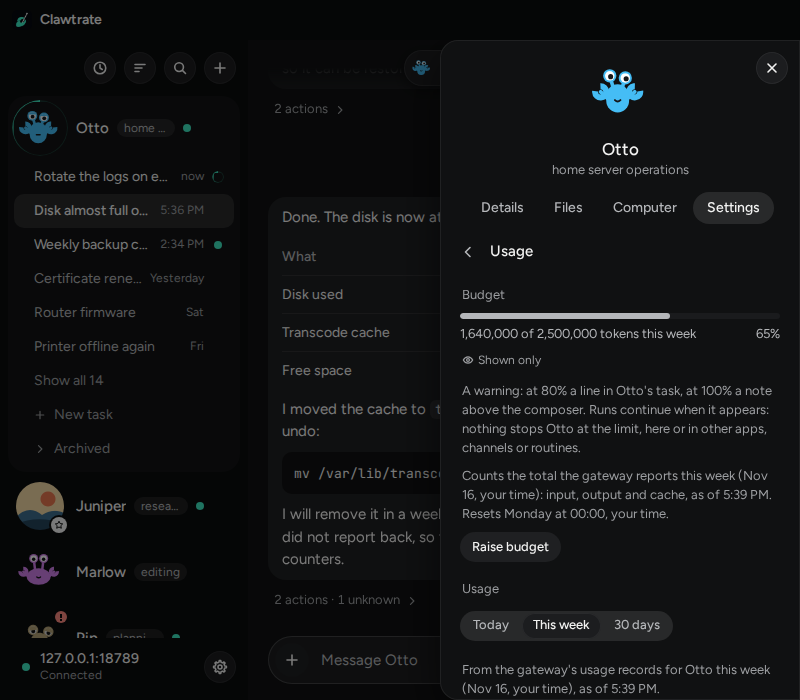 Clawtrate
Otto
home ...
Rotate the logs on e...
now
Disk almost full o...
5:36 PM
Weekly backup c...
2:34 PM
Certificate rene...
Yesterday
Router firmware
Sat
Printer offline again
Fri
Show all 14
New task
Archived
Juniper
resea...
Marlow
editing
Pip
planni...
127.0.0.1:18789
Connected
2 actions
Done. The disk is now at
What
Disk used
Transcode cache
Free space
I moved the cache to
undo:
mv /var/lib/transco
I will remove it in a week
did not report back, so
counters.
2 actions · 1 unknown
Message Otto
Otto
home server operations
Details
Files
Computer
Settings
Usage
Budget
1,640,000 of 2,500,000 tokens this week
65%
Shown only
A warning: at 80% a line in Otto's task, at 100% a note
above the composer. Runs continue when it appears:
nothing stops Otto at the limit, here or in other apps,
channels or routines.
Counts the total the gateway reports this week (Nov
16, your time): input, output and cache, as of 5:39 PM.
Resets Monday at 00:00, your time.
Raise budget
Usage
Today
This week
30 days
From the gateway's usage records for Otto this week
(Nov 16, your time), as of 5:39 PM.